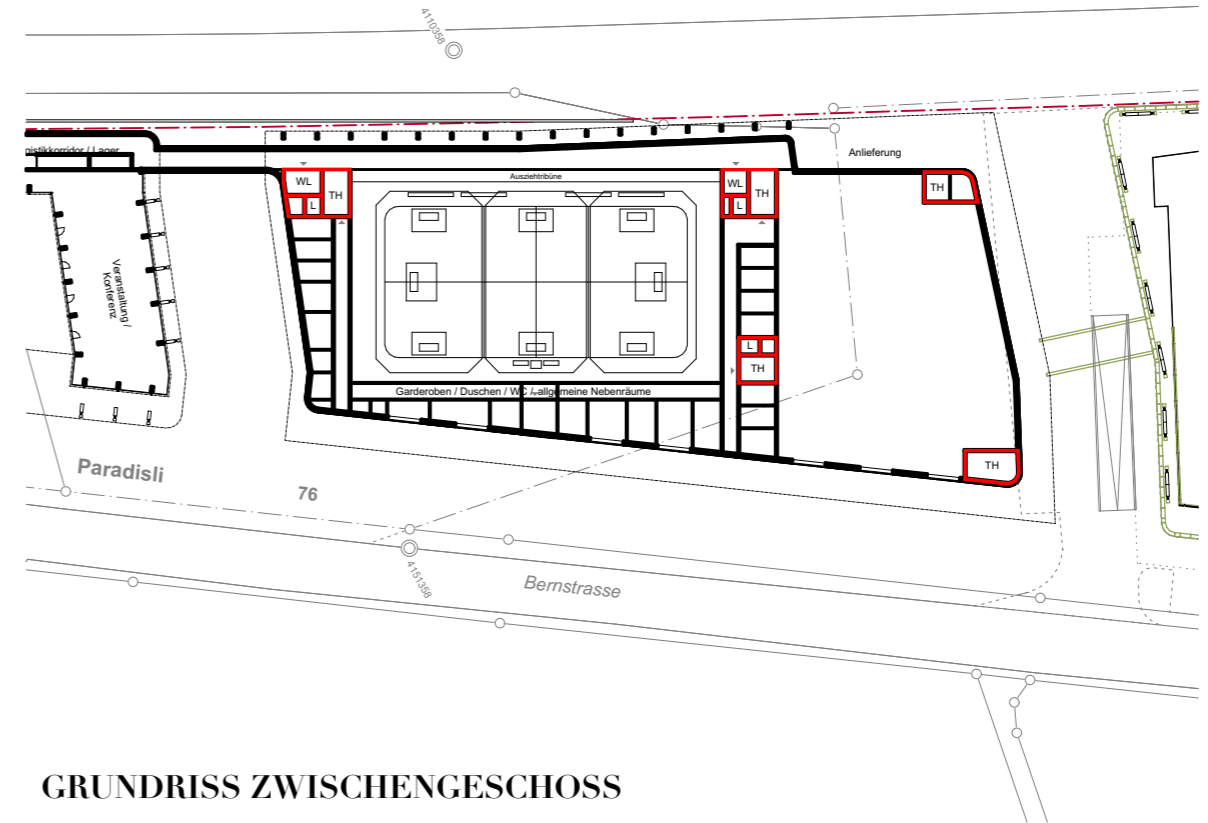 4110358
Anlieferung
gistikkorridor / Lager
Ausziehtribüne
WL
TH
L
WL
TH
L
TH
Veranstaltung /
Konferenz
L
TH
Garderoben / Duschen / WC / allgemeine Nebenräume
TH
Paradisli
76
4151358
Bernstrasse
GRUNDRISS ZWISCHENGESCHOSS